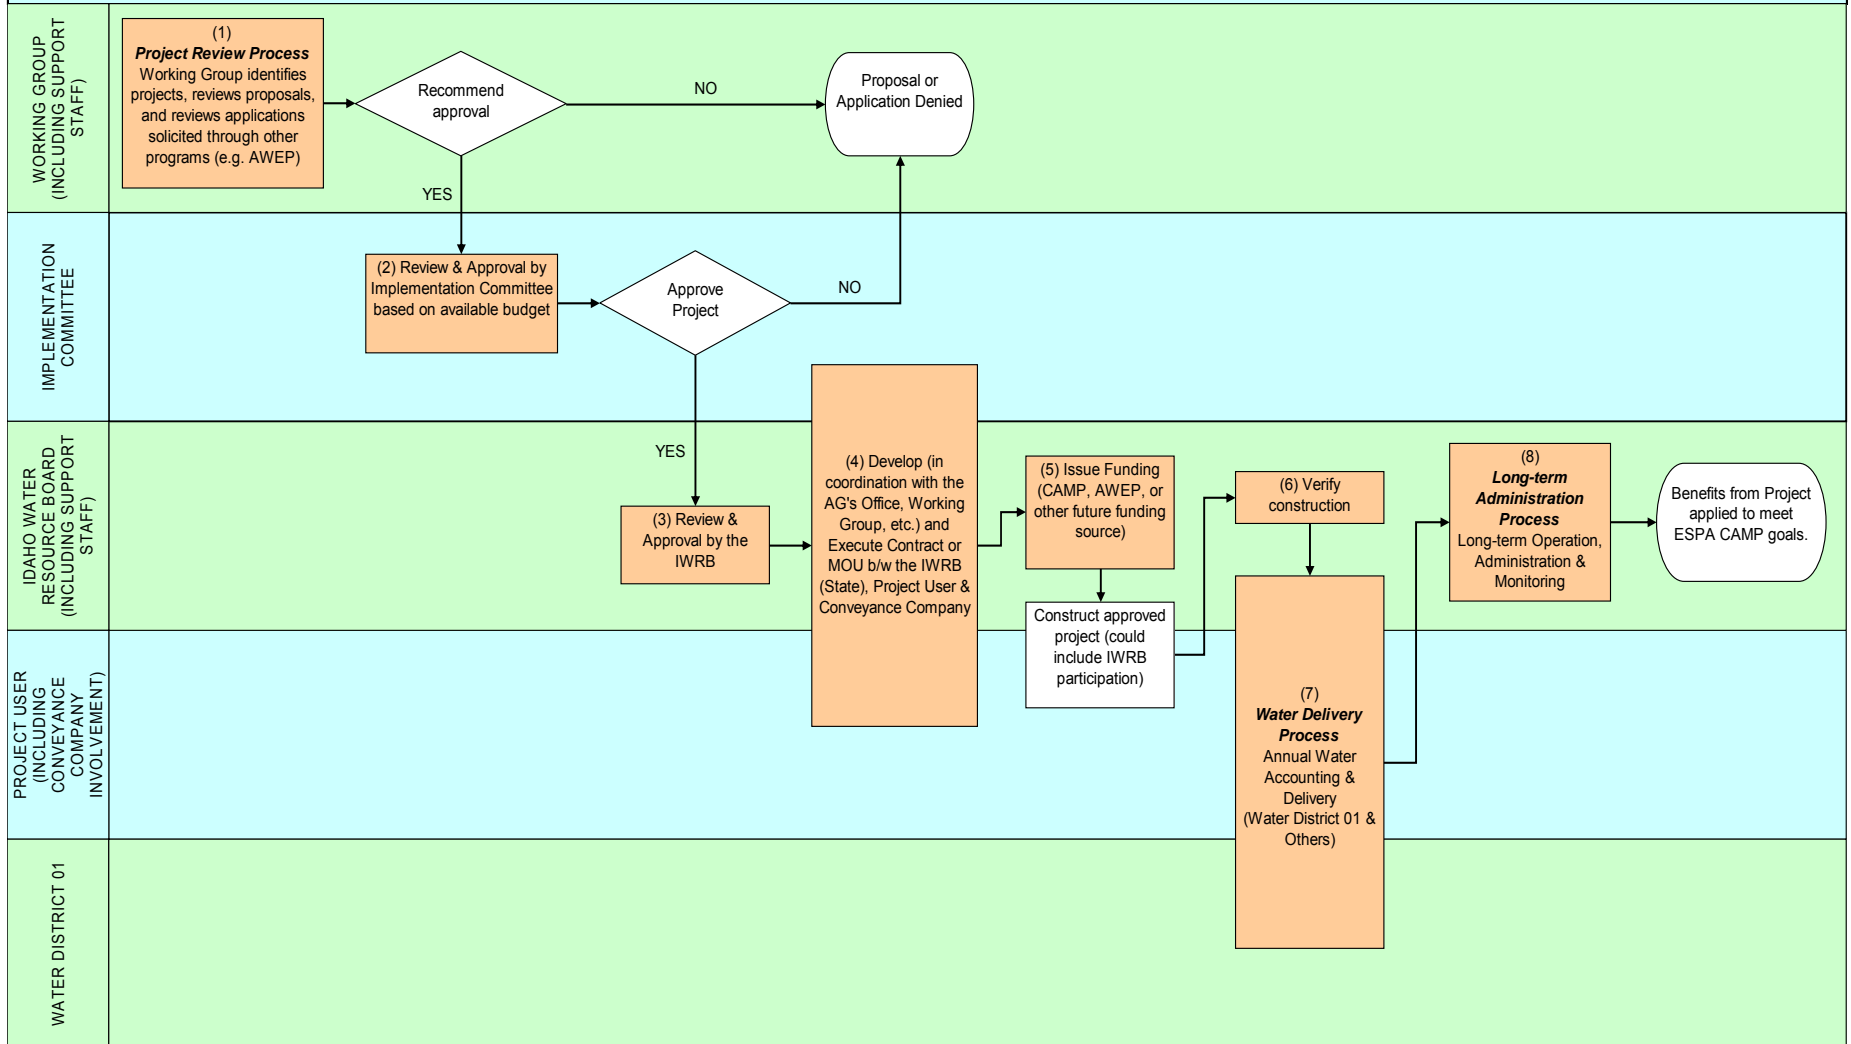 WORKING GROUP
(INCLUDING SUPPORT
STAFF)
(1)
Project Review Process
Working Group identifies
projects, reviews proposals,
and reviews applications
solicited through other
programs (e.g. AWEP)
Recommend
approval
NO
Proposal or
Application Denied
YES
IMPLEMENTATION
COMMITTEE
(2) Review & Approval by
Implementation Committee
based on available budget
Approve
Project
NO
YES
IDAHO WATER
RESOURCE BOARD
(INCLUDING SUPPORT
STAFF)
(3) Review &
Approval by the
IWRB
(4) Develop (in
coordination with the
AG's Office, Working
Group, etc.) and
Execute Contract or
MOU b/w the IWRB
(State), Project User &
Conveyance Company
(5) Issue Funding
(CAMP, AWEP, or
other future funding
source)
Construct approved
project (could
include IWRB
participation)
(6) Verify
construction
(7)
Water Delivery
Process
Annual Water
Accounting &
Delivery
(Water District 01 &
Others)
(8)
Long-term
Administration
Process
Long-term Operation,
Administration &
Monitoring
Benefits from Project
applied to meet
ESPA CAMP goals.
PROJECT USER
(INCLUDING
CONVEYANCE
COMPANY
INVOLVEMENT)
WATER DISTRICT 01